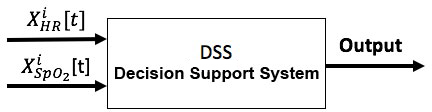 X^i_{HR}[t]
X^i_{SpO_2}[t]
DSS
Decision Support System
Output